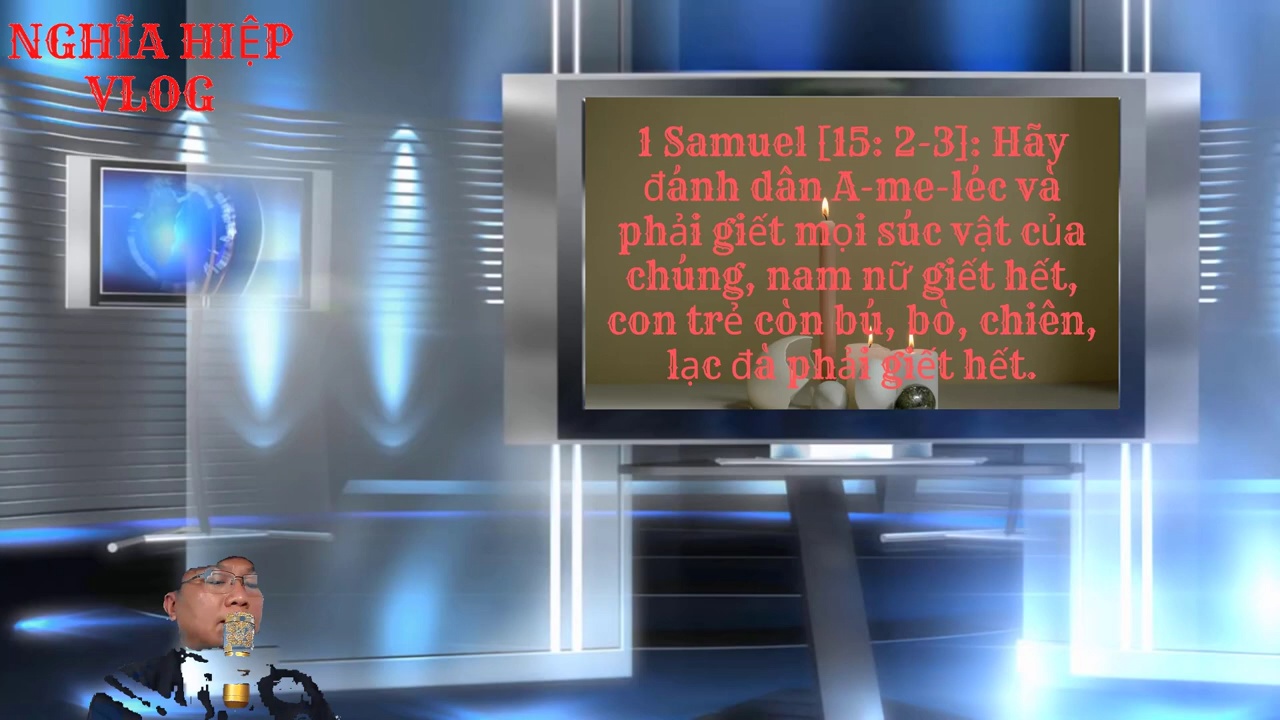 NGHĨA HIỆP
VLOG
1 Samuel [15: 2-3]: Hãy
đánh dân A-me-léc và
phải giết mọi súc vật của
chúng, nam nữ giết hết,
con trẻ còn bú, bò, chiên,
lạc đà phải giết hết.